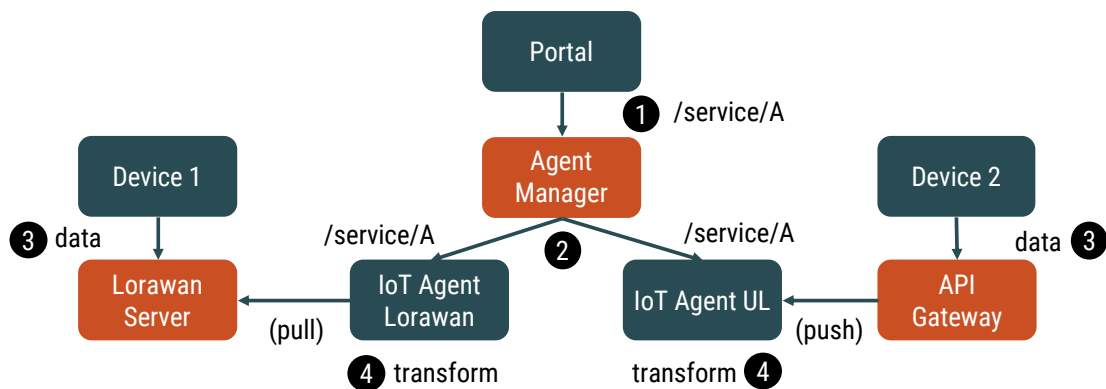 Portal
1 /service/A
Device 1
Agent
Manager
Device 2
3 data
/service/A
2
/service/A
data 3
Lorawan
Server
IoT Agent
Lorawan
IoT Agent UL
API
Gateway
(pull)
(push)
4 transform
transform 4